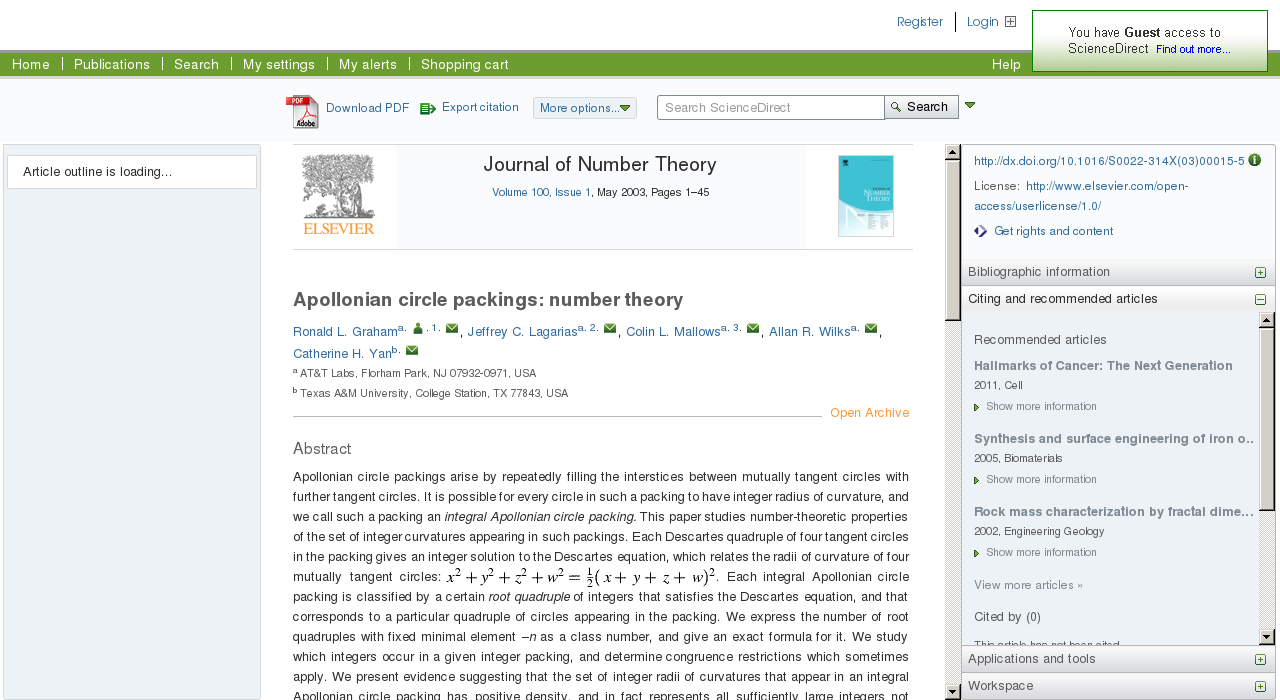 Register
Login
You have Guest access to
ScienceDirect Find out more...
Home
Publications
Search
My settings
My alerts
Shopping cart
Help
PDF
Adobe
Download PDF
Export citation
More options...
Search ScienceDirect
Search
Article outline is loading...
ELSEVIER
Journal of Number Theory
Volume 100, Issue 1, May 2003, Pages 1–45
NUMBER
THEORY
Apollonian circle packings: number theory
Ronald L. Graham a, , 1, , Jeffrey C. Lagarias a, 2, , Colin L. Mallows a, 3, , Allan R. Wilks a, ,
Catherine H. Yan b,
a AT&T Labs, Florham Park, NJ 07932-0971, USA
b Texas A&M University, College Station, TX 77843, USA
Open Archive
Abstract
Apollonian circle packings arise by repeatedly filling the interstices between mutually tangent circles with
further tangent circles. It is possible for every circle in such a packing to have integer radius of curvature, and
we call such a packing an integral Apollonian circle packing. This paper studies number-theoretic properties
of the set of integer curvatures appearing in such packings. Each Descartes quadruple of four tangent circles
in the packing gives an integer solution to the Descartes equation, which relates the radii of curvature of four
mutually tangent circles: x² + y² + z² + w² = ½(x + y + z + w)². Each integral Apollonian circle
packing is classified by a certain root quadruple of integers that satisfies the Descartes equation, and that
corresponds to a particular quadruple of circles appearing in the packing. We express the number of root
quadruples with fixed minimal element −n as a class number, and give an exact formula for it. We study
which integers occur in a given integer packing, and determine congruence restrictions which sometimes
apply. We present evidence suggesting that the set of integer radii of curvatures that appear in an integral
Apollonian circle packing has positive density, and in fact represents all sufficiently large integers not
http://dx.doi.org/10.1016/S0022-314X(03)00015-5
License: http://www.elsevier.com/open-
access/userlicense/1.0/
Get rights and content
Bibliographic information
Citing and recommended articles
Recommended articles
Hallmarks of Cancer: The Next Generation
2011, Cell
Show more information
Synthesis and surface engineering of iron o...
2005, Biomaterials
Show more information
Rock mass characterization by fractal dime...
2002, Engineering Geology
Show more information
View more articles »
Cited by (0)
This article has not been cited.
Applications and tools
Workspace